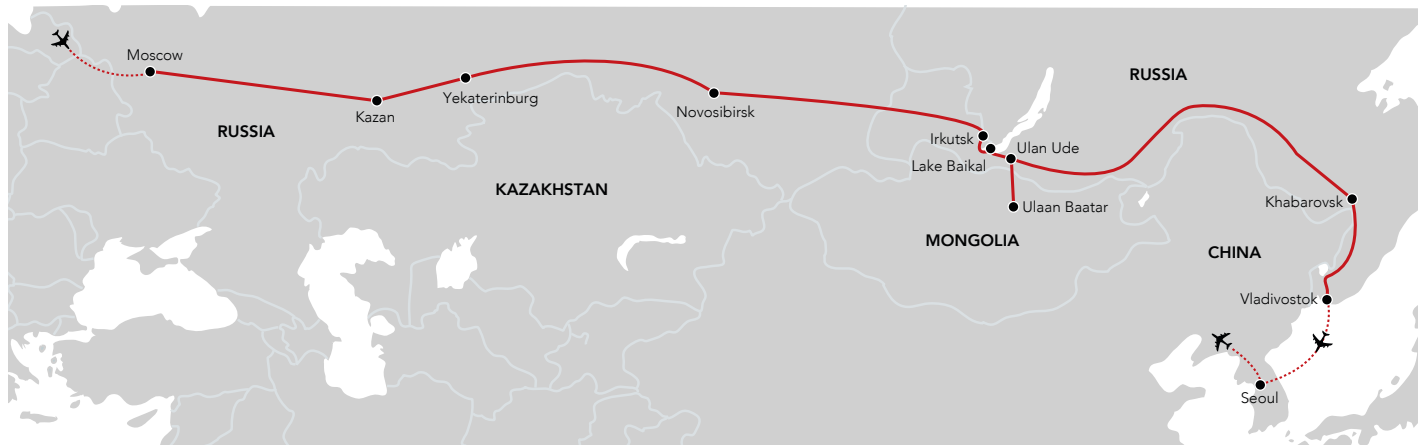 Moscow
RUSSIA
Kazan
Yekaterinburg
KAZAKHSTAN
Novosibirsk
Irkutsk
Lake Baikal
Ulan Ude
Ulaan Baatar
MONGOLIA
RUSSIA
Khabarovsk
CHINA
Vladivostok
Seoul